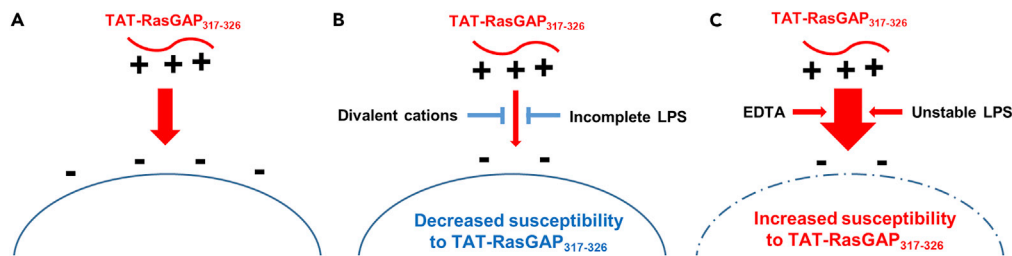 A
TAT-RasGAP317-326
+ + +
- - - -
B
TAT-RasGAP317-326
+ + +
Divalent cations
Incomplete LPS
- -
Decreased susceptibility
to TAT-RasGAP317-326
C
TAT-RasGAP317-326
+ + +
EDTA
Unstable LPS
- -
Increased susceptibility
to TAT-RasGAP317-326